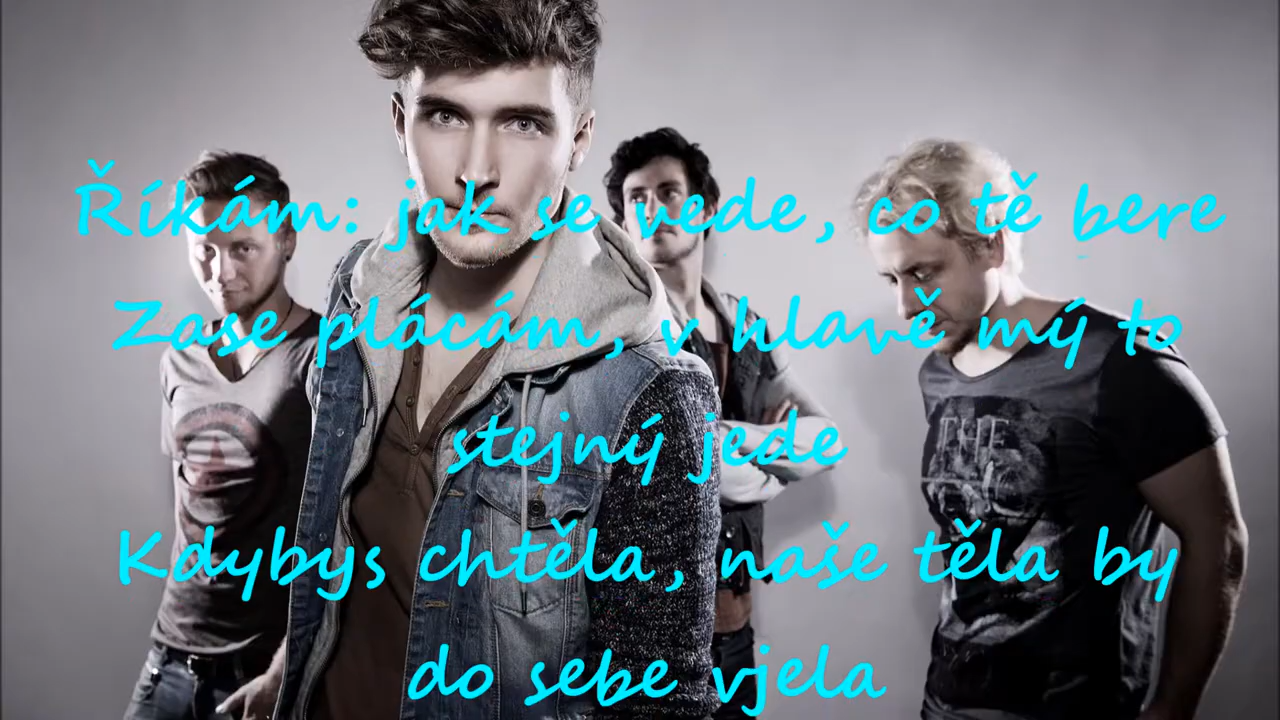 Říkám: jak se vede, co tě bere
Zase plácám, v hlavě mý to
stejný jede
Kdybys chtěla, naše těla by
do sebe vjela
THE